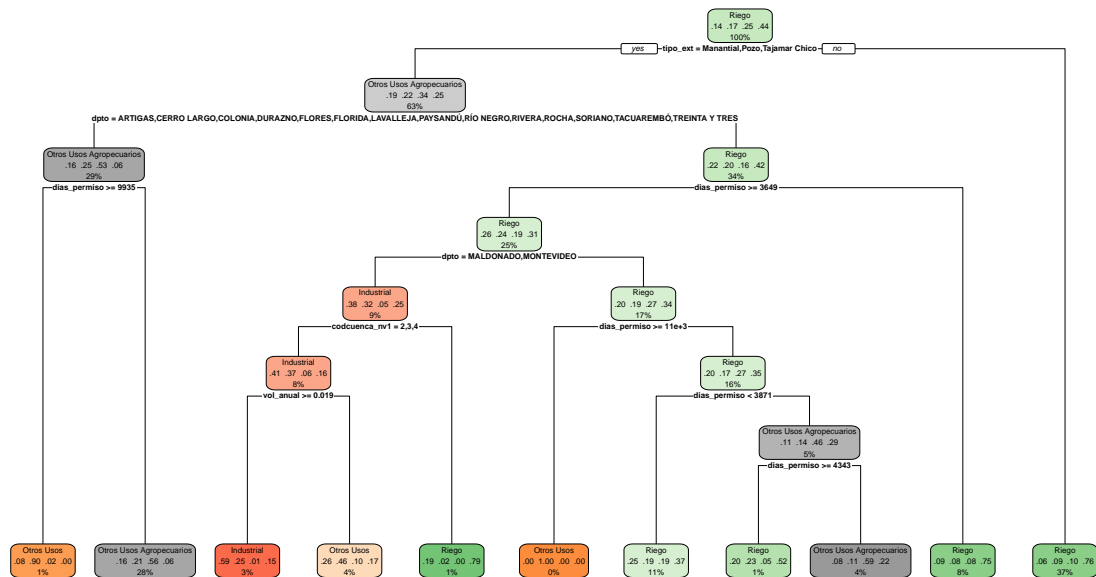 Riego
.14 .17 .25 .44
100%
yes tipo_ext = Manantial,Pozo,Tajamar Chico no
Otros Usos Agropecuarios
.19 .22 .34 .25
63%
dpto = ARTIGAS,CERRO LARGO,COLONIA,DURAZNO,FLORES,FLORIDA,LAVALLEJA,PAYSANDÚ,RÍO NEGRO,RIVERA,ROCHA,SORIANO,TACUAREMBÓ,TREINTA Y TRES
Otros Usos Agropecuarios
.16 .25 .53 .06
29%
dias_permiso >= 9935
Riego
.22 .20 .16 .42
34%
dias_permiso >= 3649
Riego
.26 .24 .19 .31
25%
dpto = MALDONADO,MONTEVIDEO
Industrial
.38 .32 .05 .25
9%
codcuenca_nv1 = 2,3,4
Riego
.20 .19 .27 .34
17%
dias_permiso >= 11e+3
Industrial
.41 .37 .06 .16
8%
vol_anual >= 0.019
Riego
.20 .17 .27 .35
16%
dias_permiso < 3871
Otros Usos Agropecuarios
.11 .14 .46 .29
5%
dias_permiso >= 4343
Otros Usos
.08 .90 .02 .00
1%
Otros Usos Agropecuarios
.16 .21 .56 .06
28%
Industrial
.59 .25 .01 .15
3%
Otros Usos
.26 .46 .10 .17
4%
Riego
.19 .02 .00 .79
1%
Otros Usos
.00 1.00 .00 .00
0%
Riego
.25 .19 .19 .37
11%
Riego
.20 .23 .05 .52
1%
Otros Usos Agropecuarios
.08 .11 .59 .22
4%
Riego
.09 .08 .08 .75
8%
Riego
.06 .09 .10 .76
37%